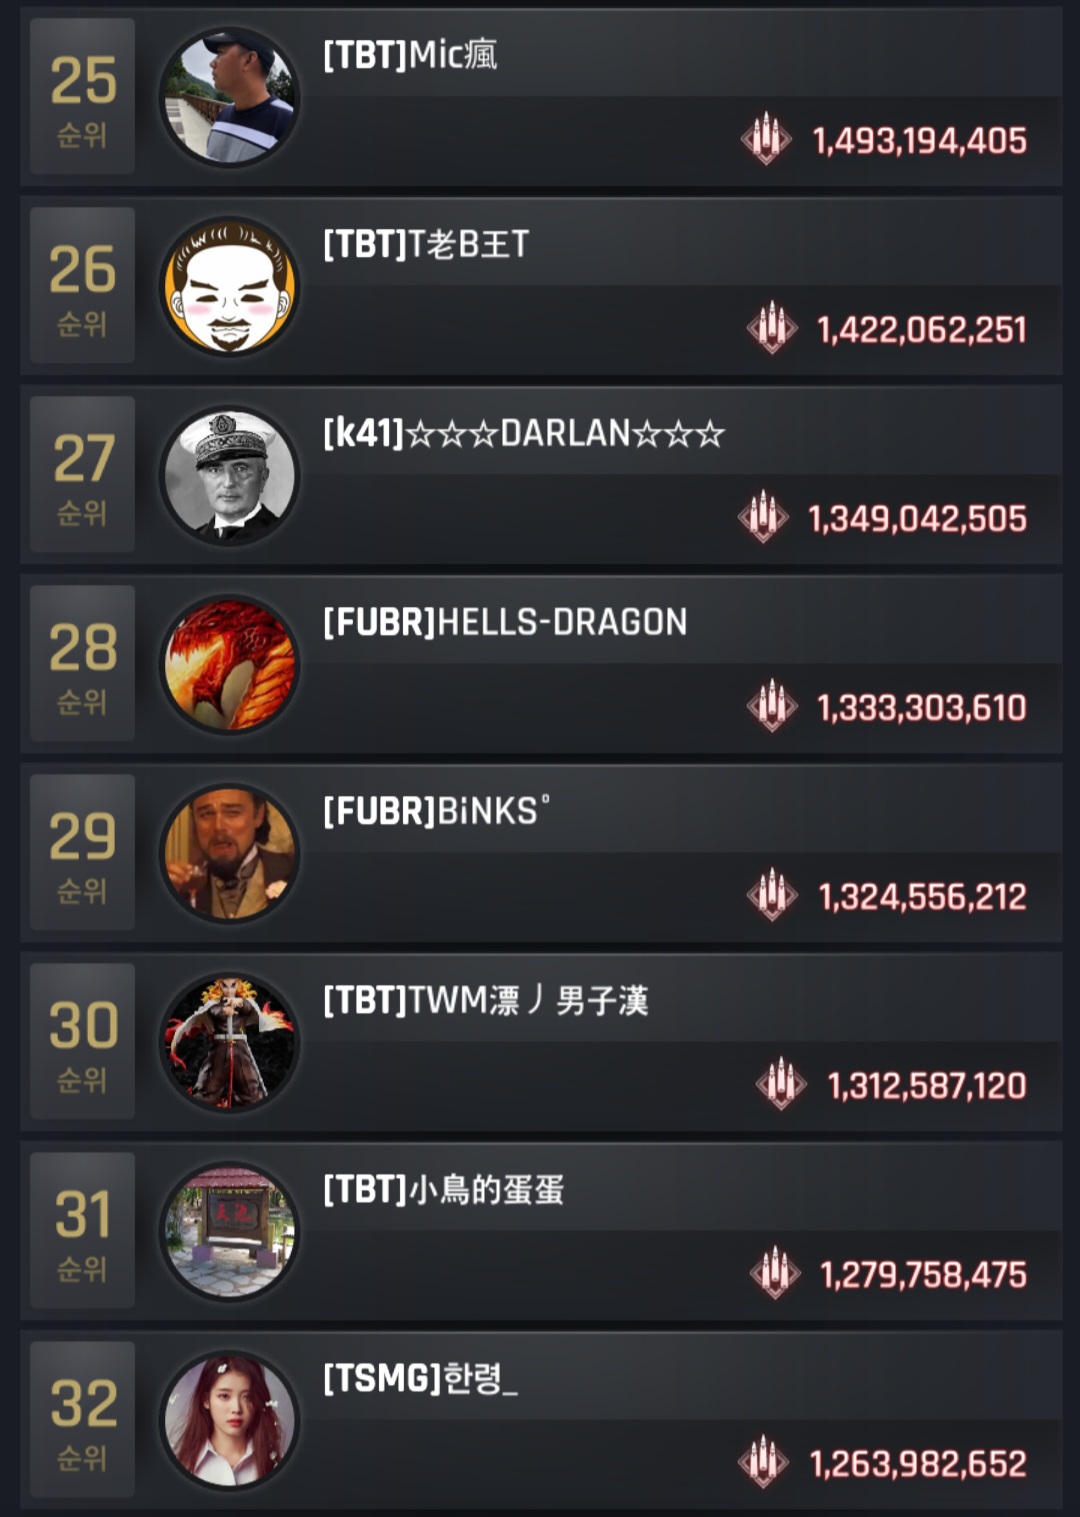 25
순위
[TBT]Mic瘋
1,493,194,405
26
순위
[TBT]T老B王T
1,422,062,251
27
순위
[k41]☆☆☆DARLAN☆☆☆
1,349,042,505
28
순위
[FUBR]HELLS-DRAGON
1,333,303,610
29
순위
[FUBR]BiNKS°
1,324,556,212
30
순위
[TBT]TWM漂丿男子漢
1,312,587,120
31
순위
[TBT]小鳥的蛋蛋
天池
1,279,758,475
32
순위
[TSMG]한령_
1,263,982,652